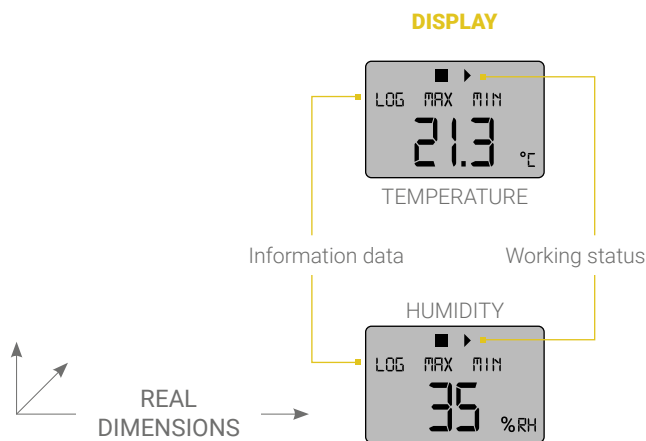 DISPLAY
LOG MAX MIN
21.3 °C
TEMPERATURE
Information data
Working status
HUMIDITY
LOG MAX MIN
35 %RH
REAL
DIMENSIONS